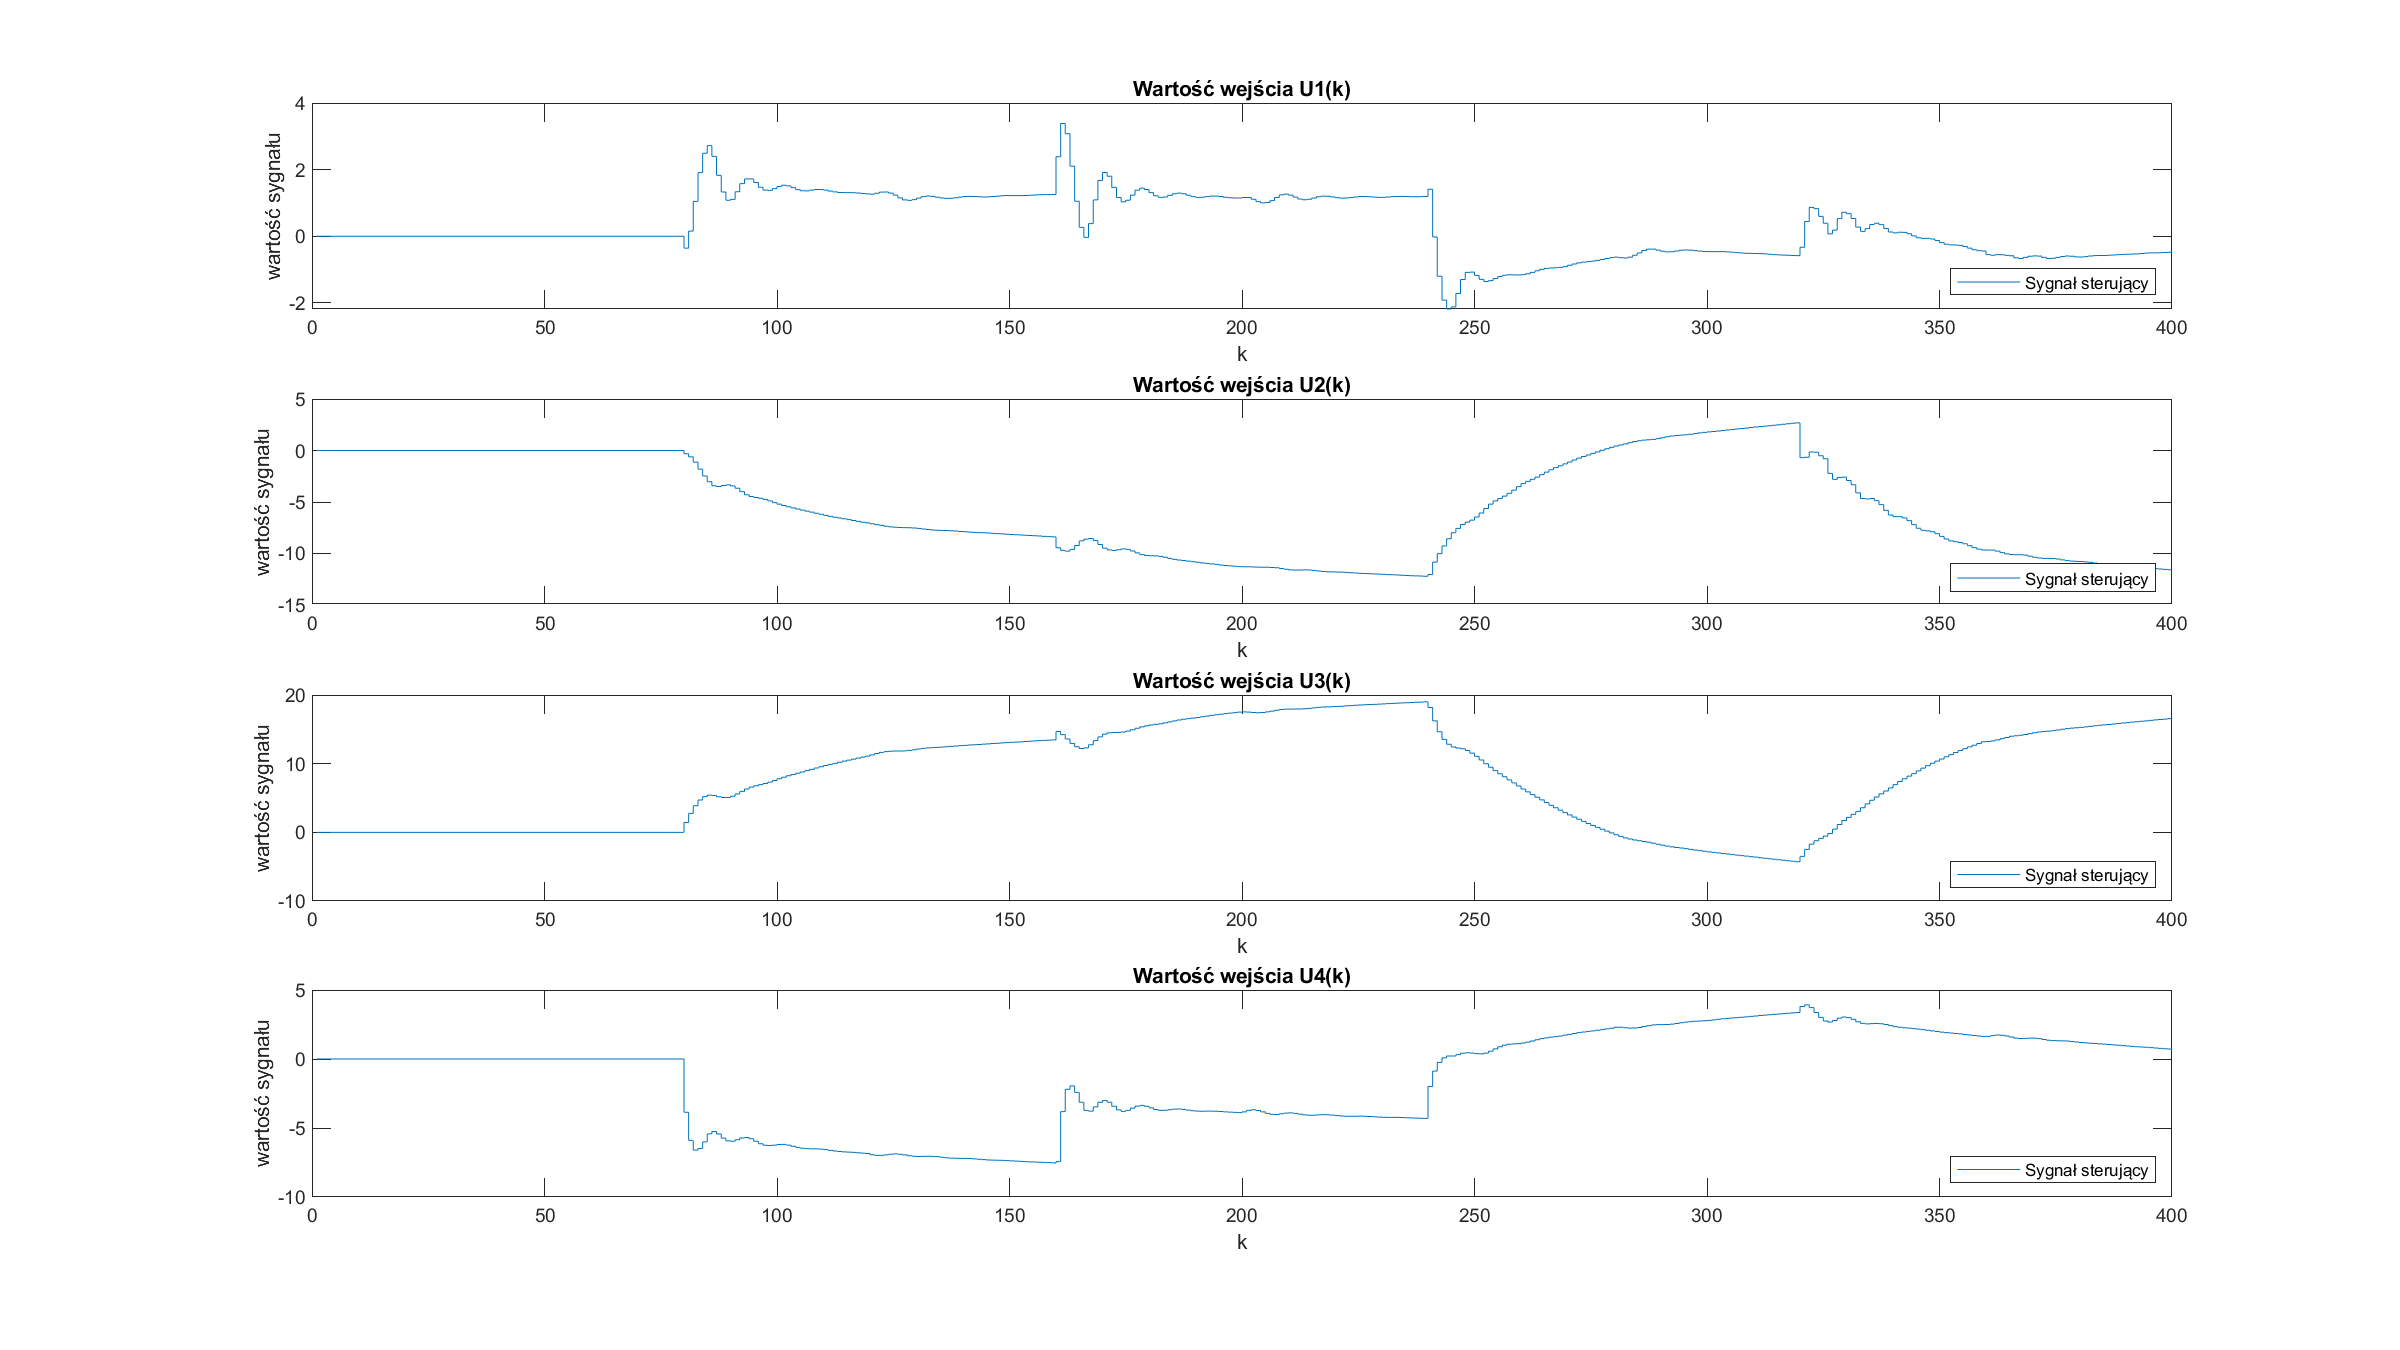 Wartość wejścia U1(k)
4
2
0
-2
wartość sygnału
0 50 100 150 200 250 300 350 400
k
Sygnał sterujący
Wartość wejścia U2(k)
5
0
-5
-10
-15
wartość sygnału
0 50 100 150 200 250 300 350 400
k
Sygnał sterujący
Wartość wejścia U3(k)
20
10
0
-10
wartość sygnału
0 50 100 150 200 250 300 350 400
k
Sygnał sterujący
Wartość wejścia U4(k)
5
0
-5
-10
wartość sygnału
0 50 100 150 200 250 300 350 400
k
Sygnał sterujący